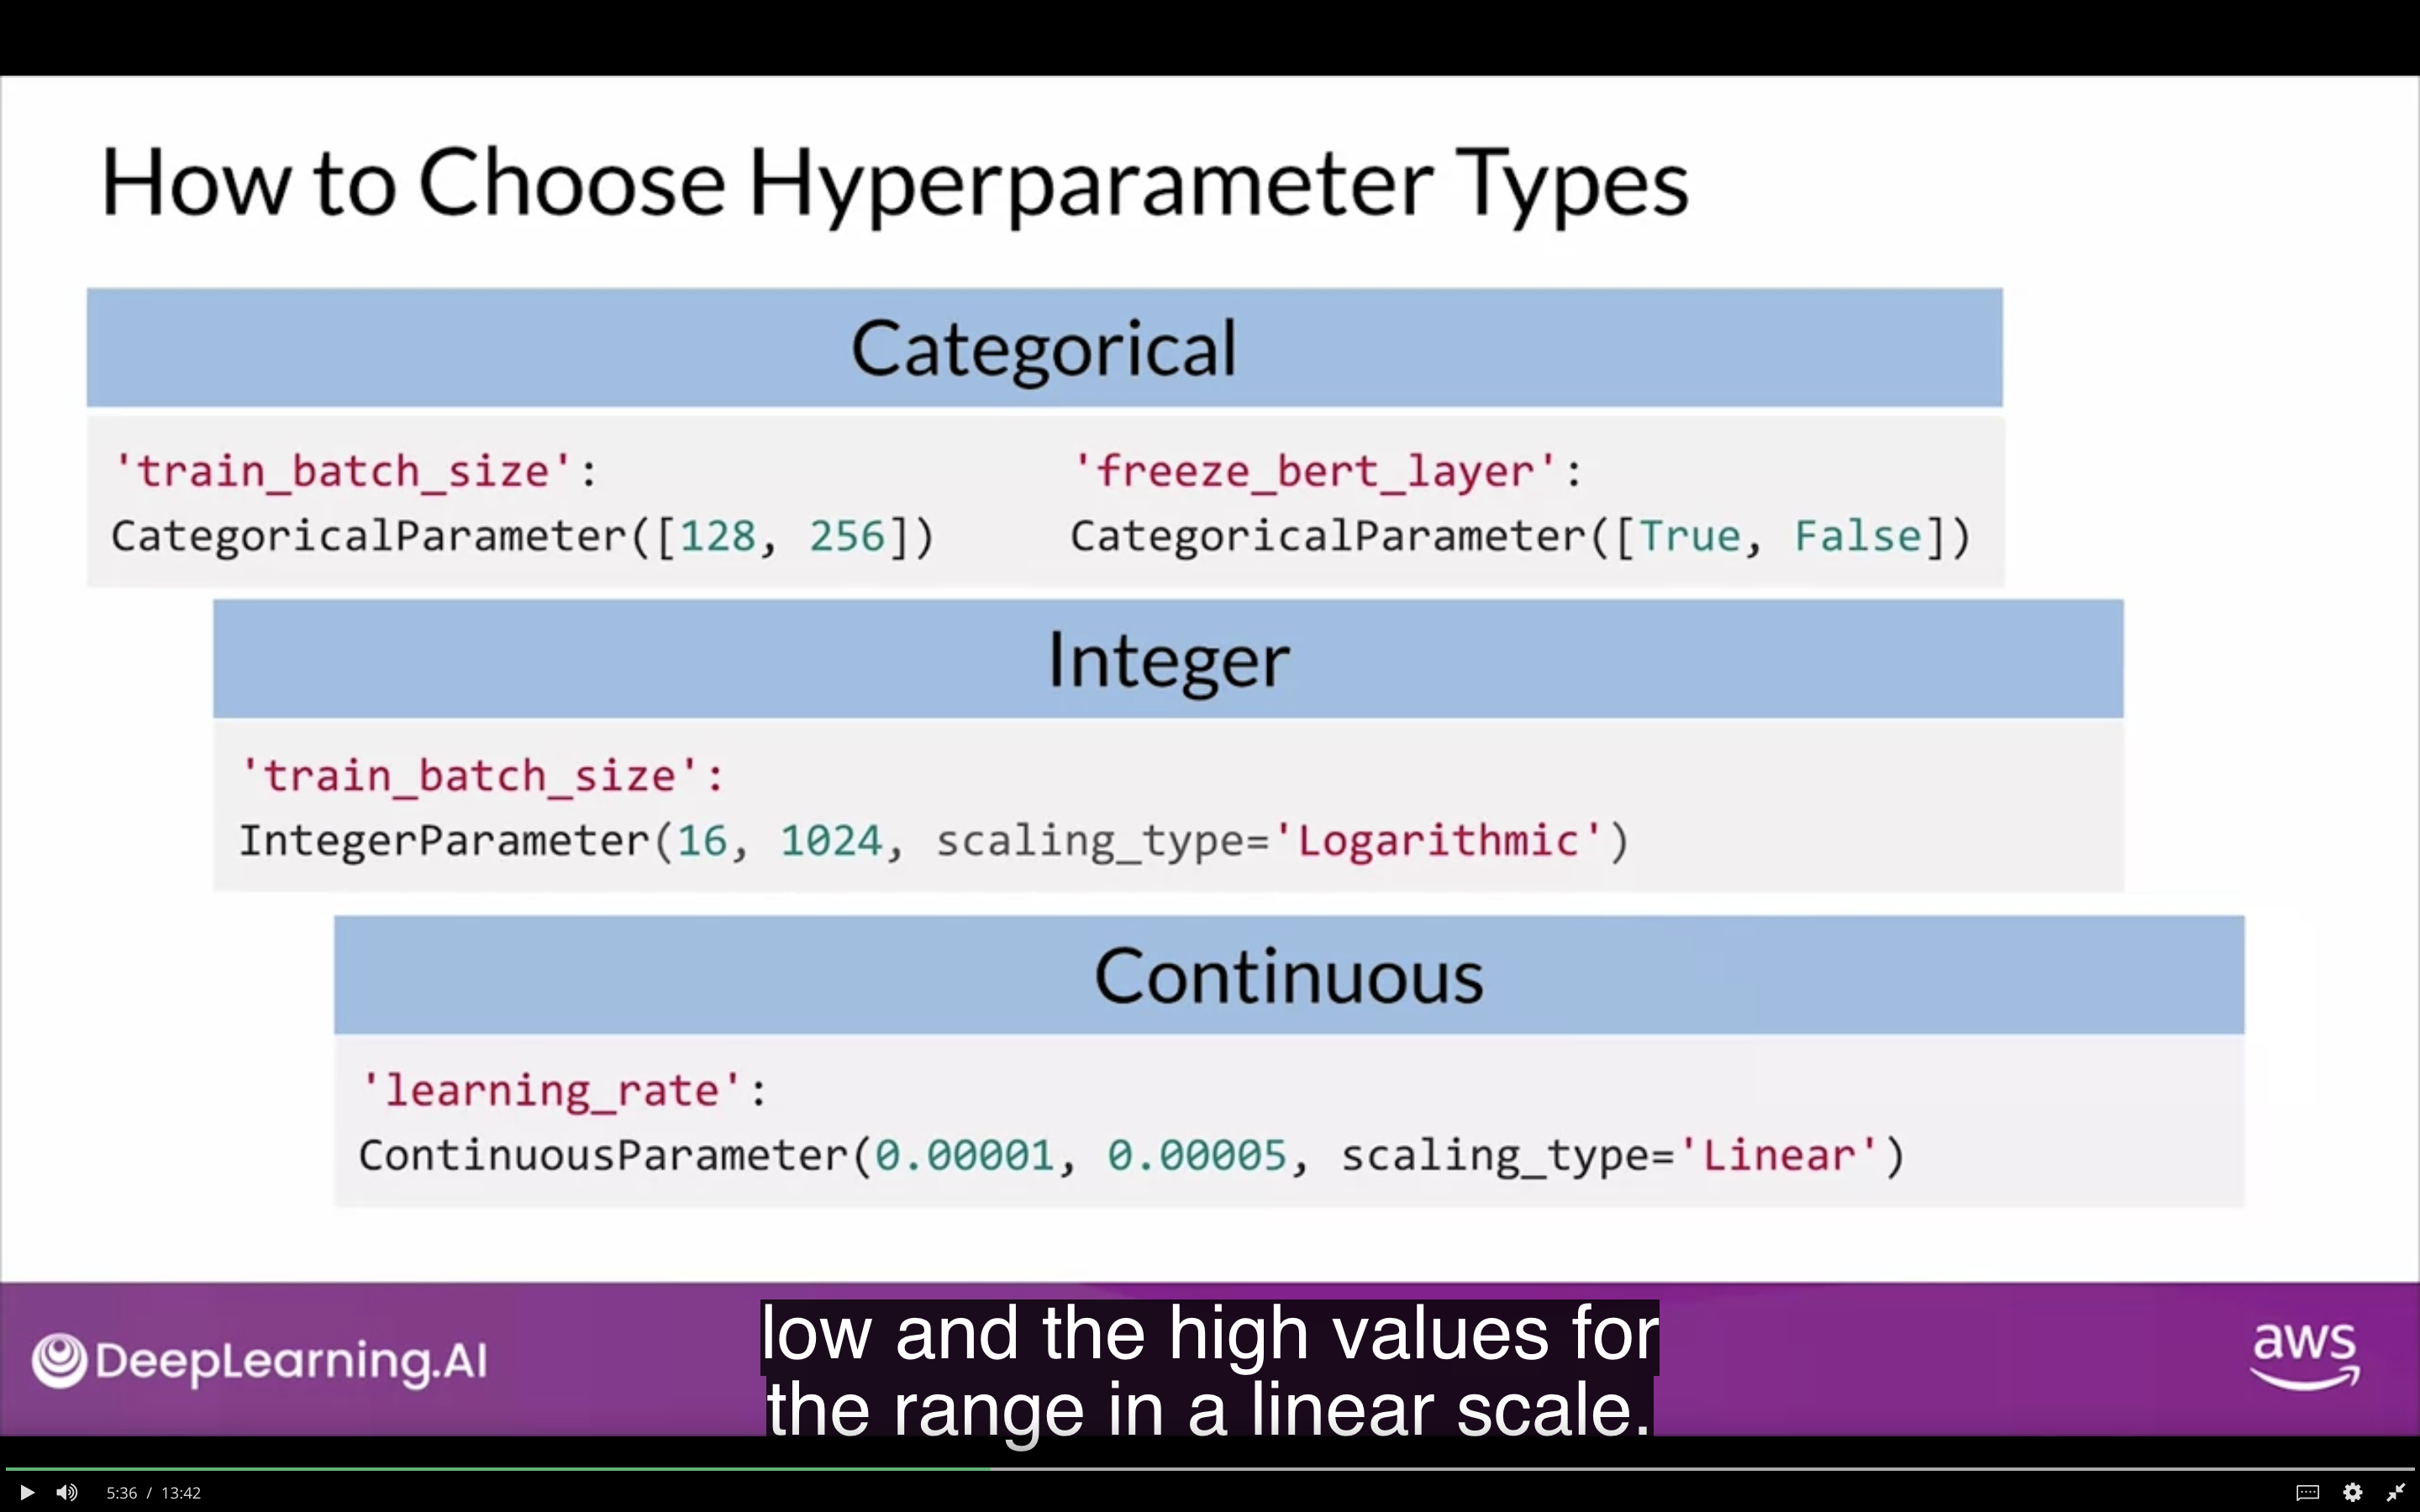 How to Choose Hyperparameter Types
Categorical
'train_batch_size':
CategoricalParameter([128, 256])
'freeze_bert_layer':
CategoricalParameter([True, False])
Integer
'train_batch_size':
IntegerParameter(16, 1024, scaling_type='Logarithmic')
Continuous
'learning_rate':
ContinuousParameter(0.00001, 0.00005, scaling_type='Linear')
DeepLearning.AI
low and the high values for
the range in a linear scale.
aws
5:36 / 13:42